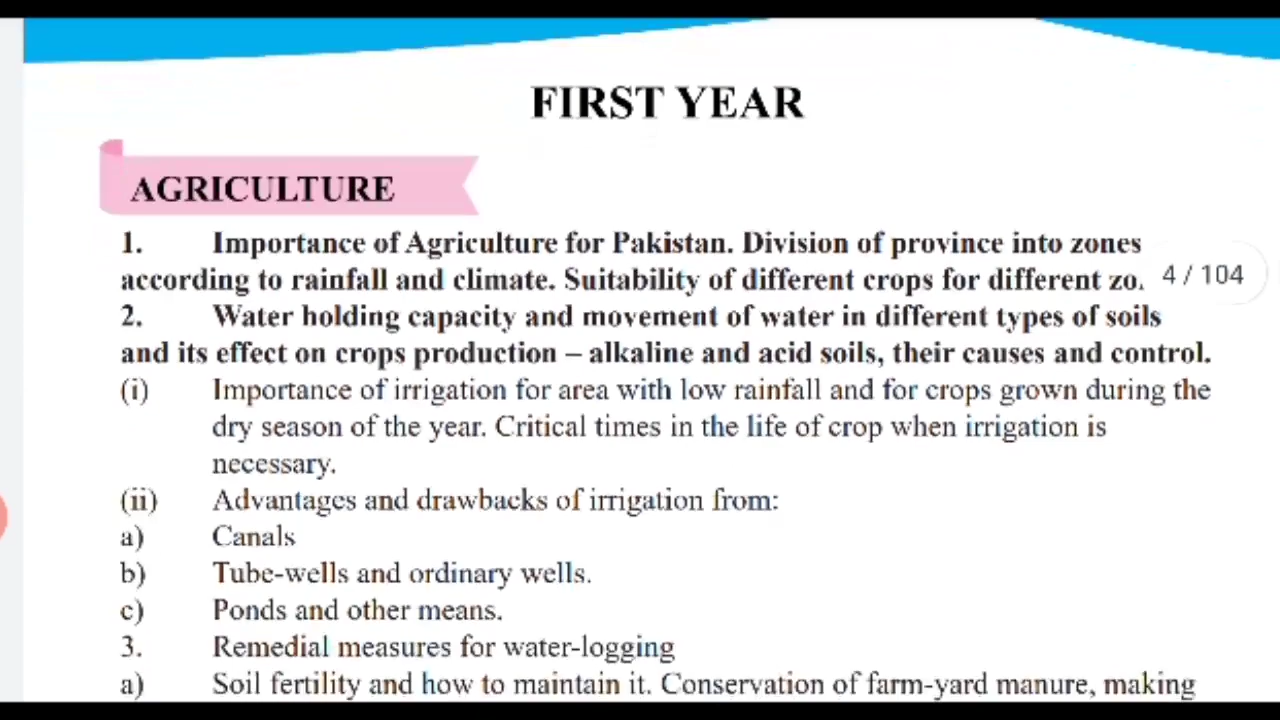 FIRST YEAR
AGRICULTURE
1. Importance of Agriculture for Pakistan. Division of province into zones
according to rainfall and climate. Suitability of different crops for different zo.
4 / 104
2. Water holding capacity and movement of water in different types of soils
and its effect on crops production – alkaline and acid soils, their causes and control.
(i) Importance of irrigation for area with low rainfall and for crops grown during the
dry season of the year. Critical times in the life of crop when irrigation is
necessary.
(ii) Advantages and drawbacks of irrigation from:
a) Canals
b) Tube-wells and ordinary wells.
c) Ponds and other means.
3. Remedial measures for water-logging
a) Soil fertility and how to maintain it. Conservation of farm-yard manure, making